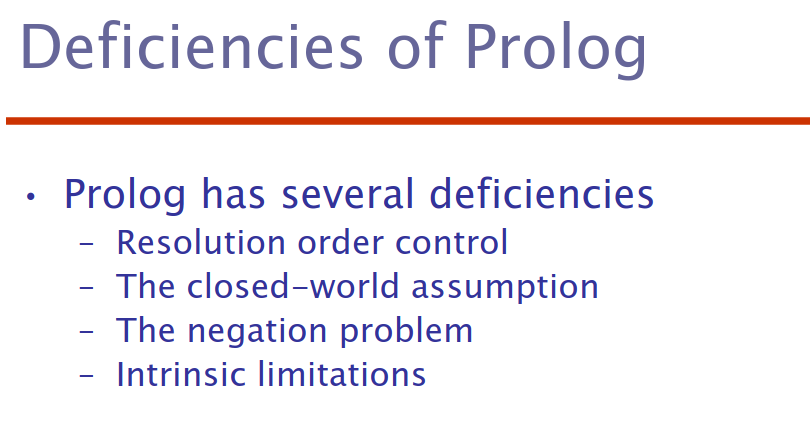 Deficiencies of Prolog
• Prolog has several deficiencies
– Resolution order control
– The closed-world assumption
– The negation problem
– Intrinsic limitations